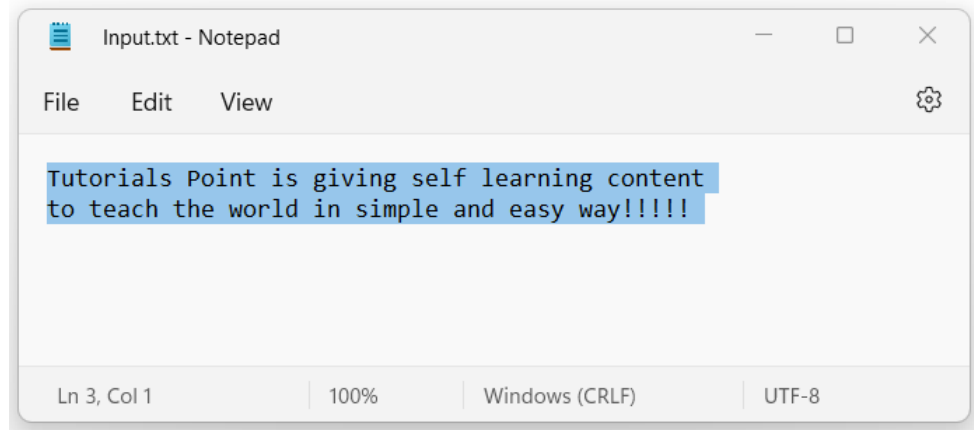 Input.txt - Notepad
File Edit View
Tutorials Point is giving self learning content
to teach the world in simple and easy way!!!!!
Ln 3, Col 1 100% Windows (CRLF) UTF-8